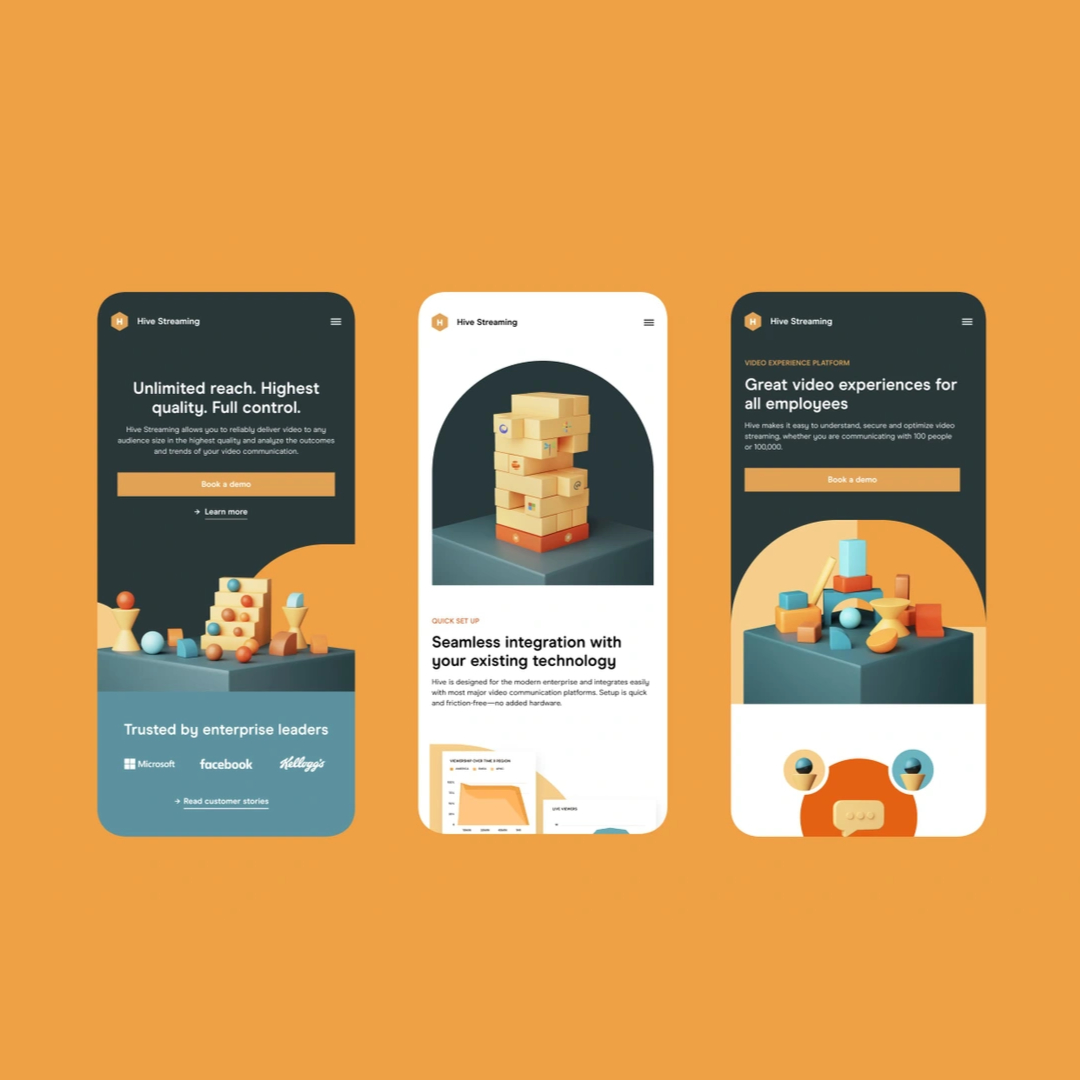 H
Hive Streaming
Unlimited reach. Highest
quality. Full control.
Hive Streaming allows you to reliably deliver video to any
audience size in the highest quality and analyze the outcomes
and trends of your video communication.
Book a demo
→ Learn more
Trusted by enterprise leaders
Microsoft facebook Kellogg's
→ Read customer stories
H
Hive Streaming
QUICK SET UP
Seamless integration with
your existing technology
Hive is designed for the modern enterprise and integrates easily
with most major video communication platforms. Setup is quick
and friction-free—no added hardware.
VIEWERSHIP OVER TIME X REGION
LIVE VIEWERS
H
Hive Streaming
VIDEO EXPERIENCE PLATFORM
Great video experiences for
all employees
Hive makes it easy to understand, secure and optimize video
streaming, whether you are communicating with 100 people
or 100,000.
Book a demo